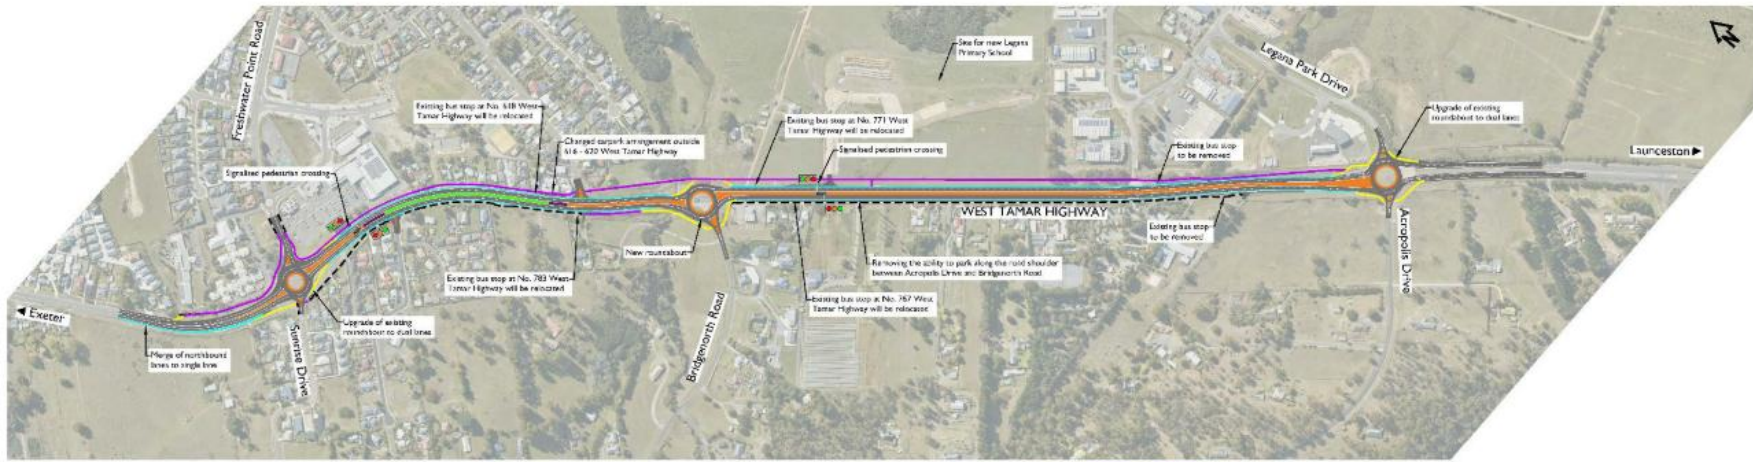 Freshwater Point Road
Site for new Legana
Primary School
Legana Park Drive
Existing bus stop at No. 618 West
Tamar Highway will be relocated
Existing bus stop at No. 771 West
Tamar Highway will be relocated
Upgrade of existing
roundabout to dual lanes
Changed carpark arrangement outside
616 - 620 West Tamar Highway
Signalised pedestrian crossing
Existing bus stop
to be removed
Launceston
Signalised pedestrian crossing
WEST TAMAR HIGHWAY
Existing bus stop
to be removed
New roundabout
Acropolis Drive
Removing the ability to park along the road shoulder
between Acropolis Drive and Bridgenorth Road
Existing bus stop at No. 783 West
Tamar Highway will be relocated
Existing bus stop at No. 767 West
Tamar Highway will be relocated
Bridgenorth Road
Exeter
Upgrade of existing
roundabout to dual lanes
Sunrise Drive
Merge of northbound
lanes to single lane
N